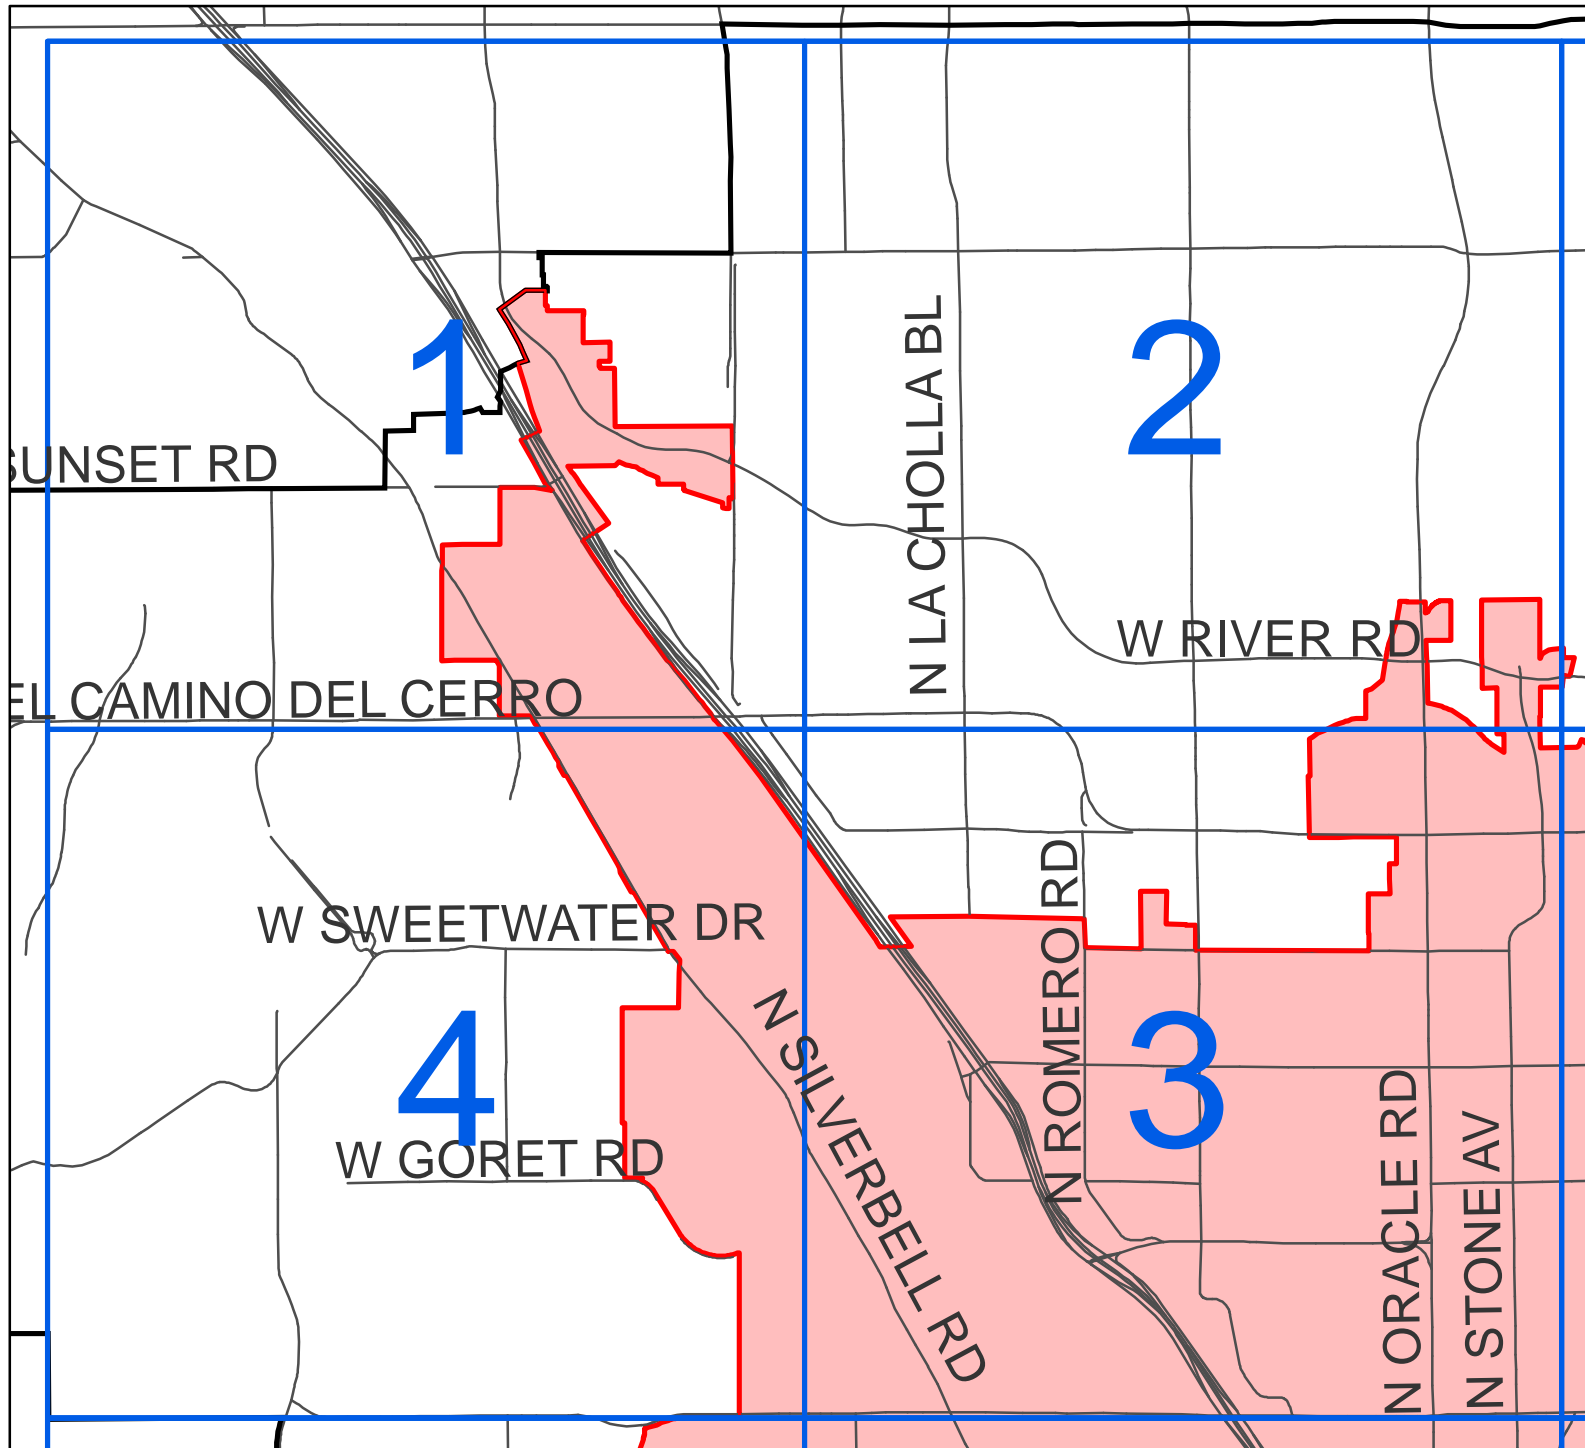 1
2
N LA CHOLLA BL
SUNSET RD
W RIVER RD
EL CAMINO DEL CERRO
W SWEETWATER DR
N ROMERO RD
4
3
N SILVERBELL RD
W GORET RD
N ORACLE RD
N STONE AV